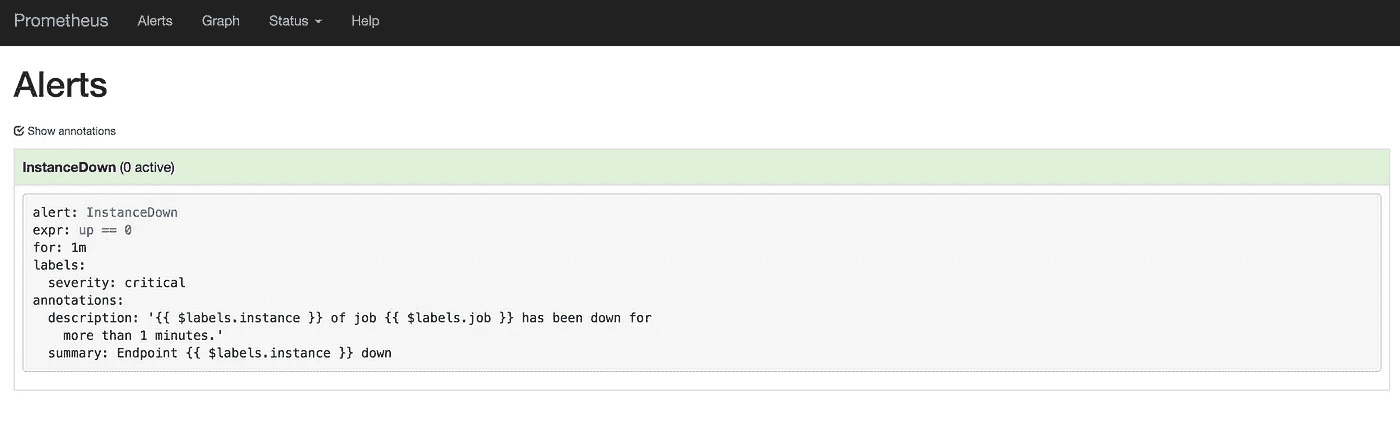 Prometheus Alerts Graph Status Help
Alerts
Show annotations
InstanceDown (0 active)
alert: InstanceDown
expr: up == 0
for: 1m
labels:
  severity: critical
annotations:
  description: '{{ $labels.instance }} of job {{ $labels.job }} has been down for
    more than 1 minutes.'
  summary: Endpoint {{ $labels.instance }} down